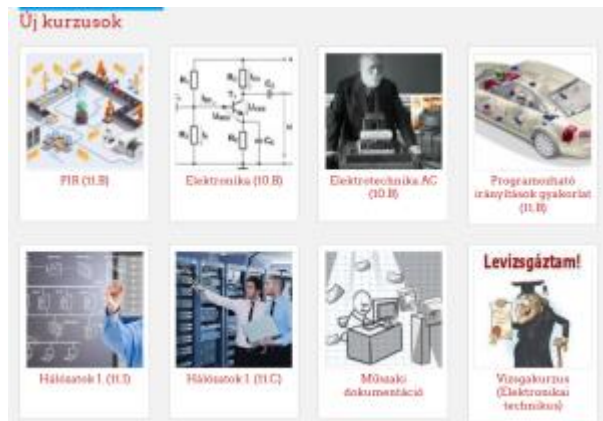 Új kurzusok
PIR (11.B)
Elektronika (10.B)
Elektrotechnika AC
(10.B)
Programozható
irányítások gyakorlat
(11.B)
Levizsgáztam!
Hálózatok I. (11.I)
Hálózatok I. (11.C)
Műszaki
dokumentáció
Vizsgakurzus
(Elektronikai
technikus)